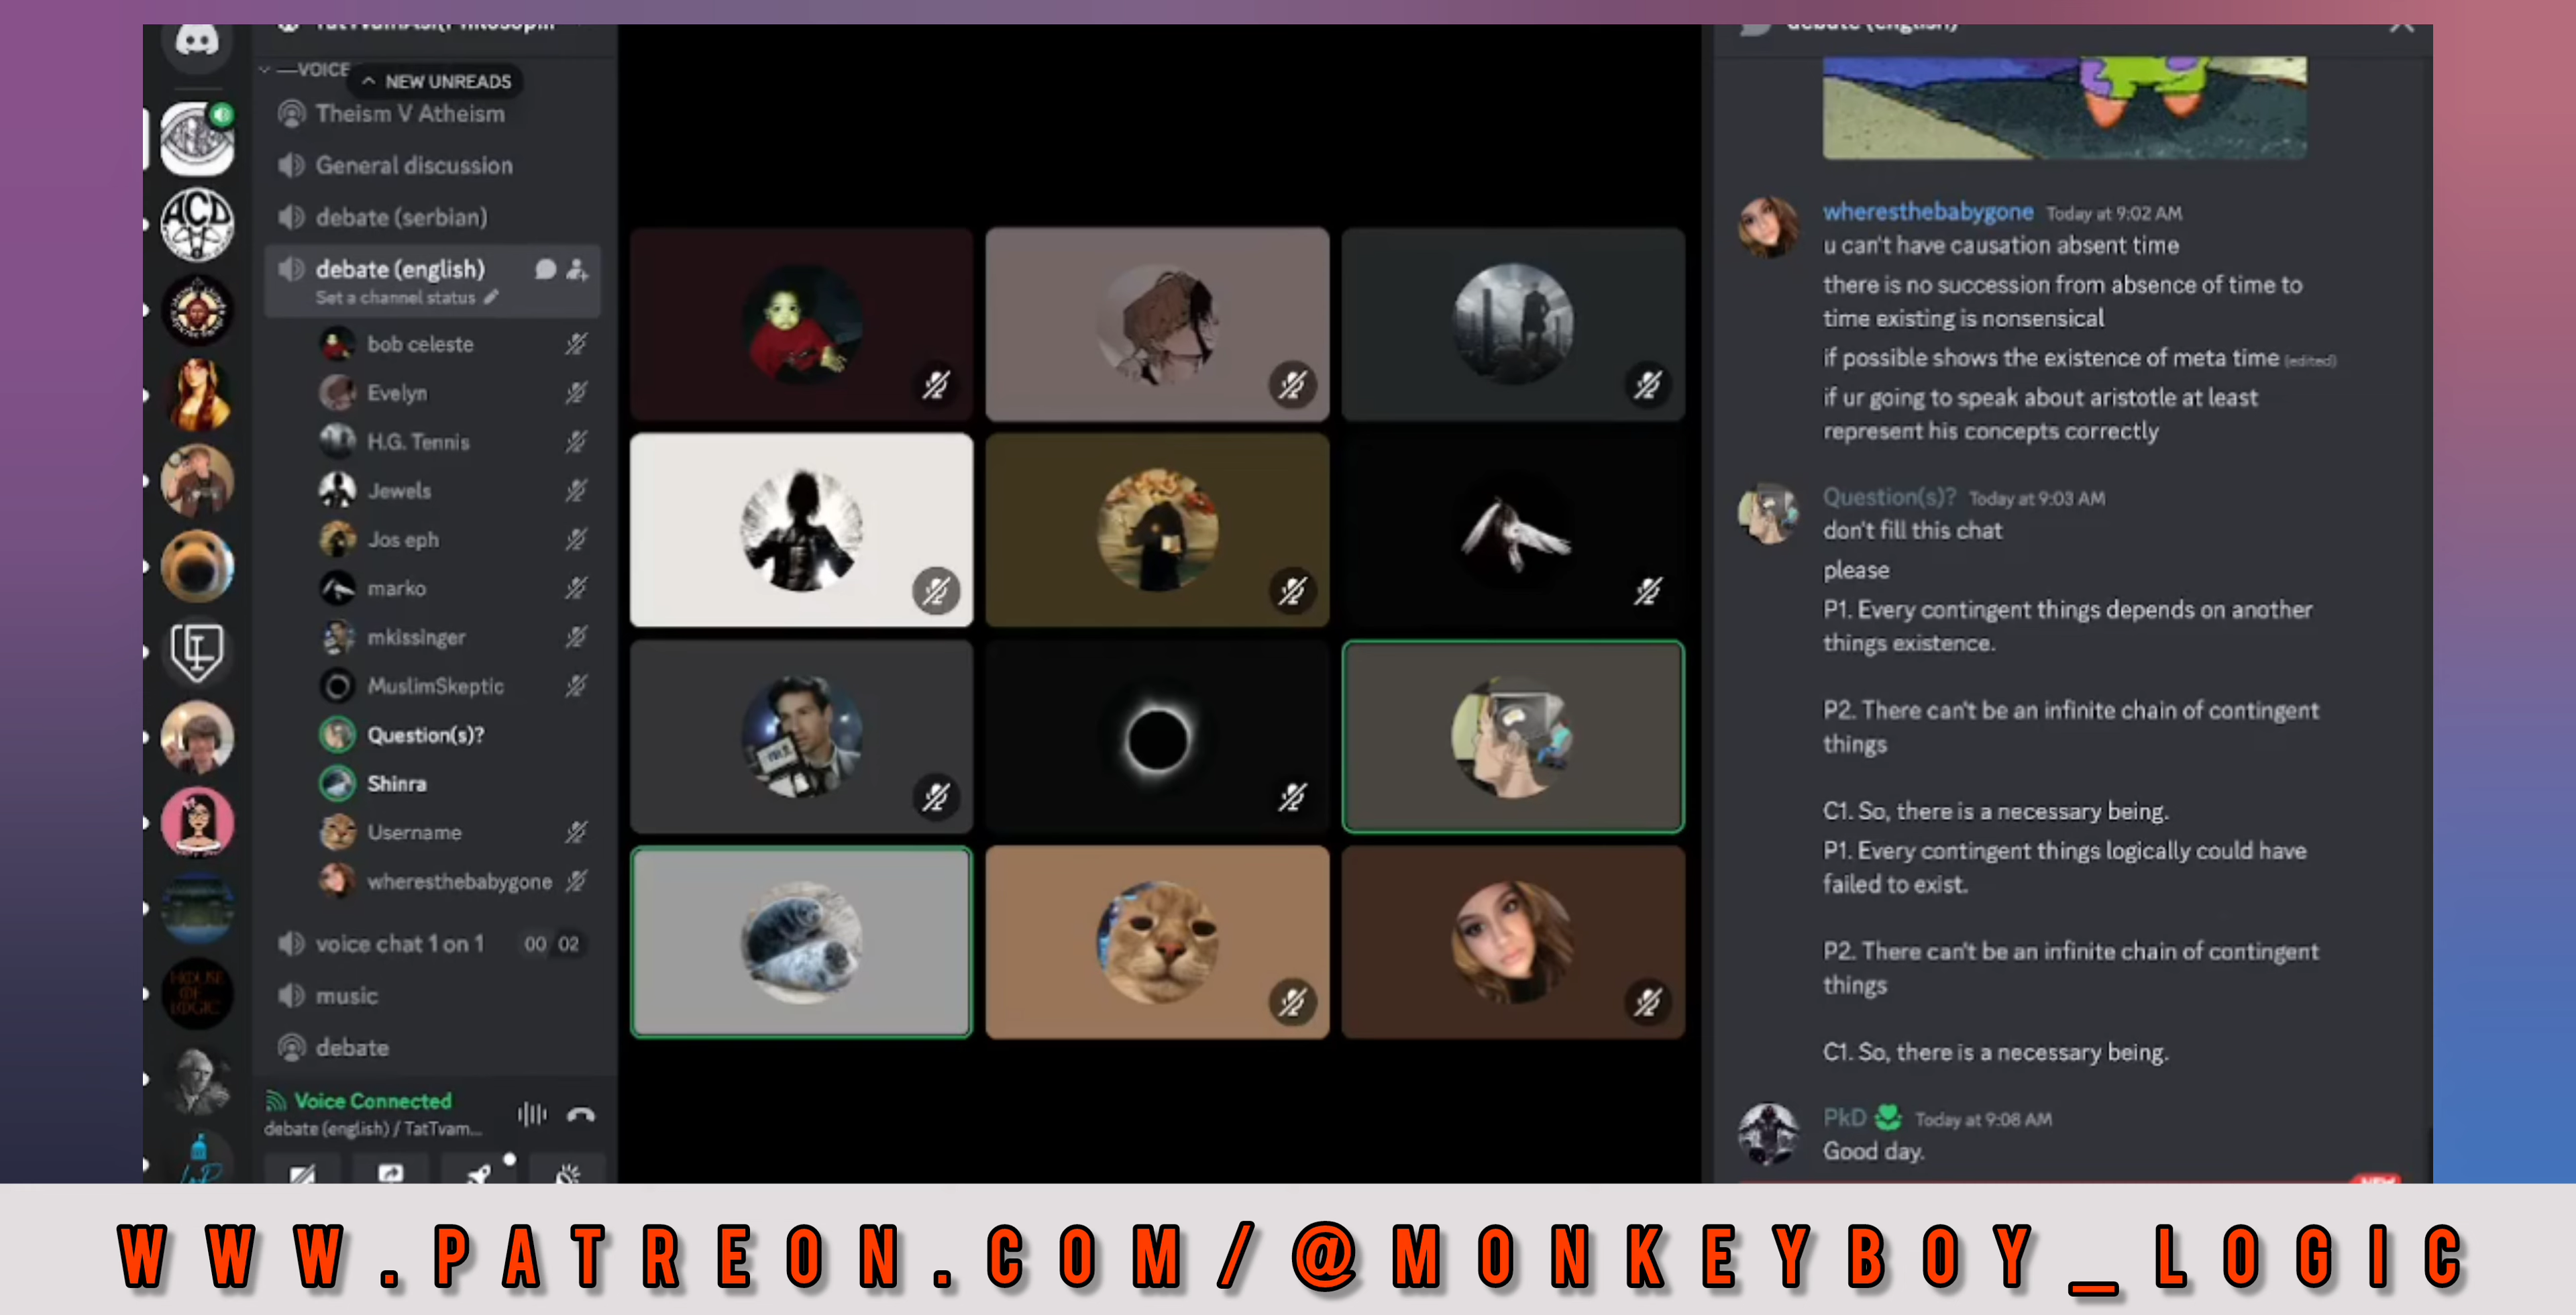 VOICE
NEW UNREADS
Theism V Atheism
General discussion
debate (serbian)
debate (english)
Set a channel status
bob celeste
Evelyn
H.G. Tennis
Jewels
Jos eph
marko
mkissinger
MuslimSkeptic
Question(s)?
Shinra
Username
wheresthebabygone
voice chat 1 on 1 00 02
music
debate
Voice Connected
debate (english) / TatTvam...
ACD
HOUSE
OF
LOGIC
debate (english)
wheresthebabygone Today at 9:02 AM
u can't have causation absent time
there is no succession from absence of time to
time existing is nonsensical
if possible shows the existence of meta time (edited)
if ur going to speak about aristotle at least
represent his concepts correctly
Question(s)? Today at 9:03 AM
don't fill this chat
please
P1. Every contingent things depends on another
things existence.
P2. There can't be an infinite chain of contingent
things
C1. So, there is a necessary being.
P1. Every contingent things logically could have
failed to exist.
P2. There can't be an infinite chain of contingent
things
C1. So, there is a necessary being.
PkD Today at 9:08 AM
Good day.
NEW
WWW.PATREON.COM/@MONKEYBOY_LOGIC